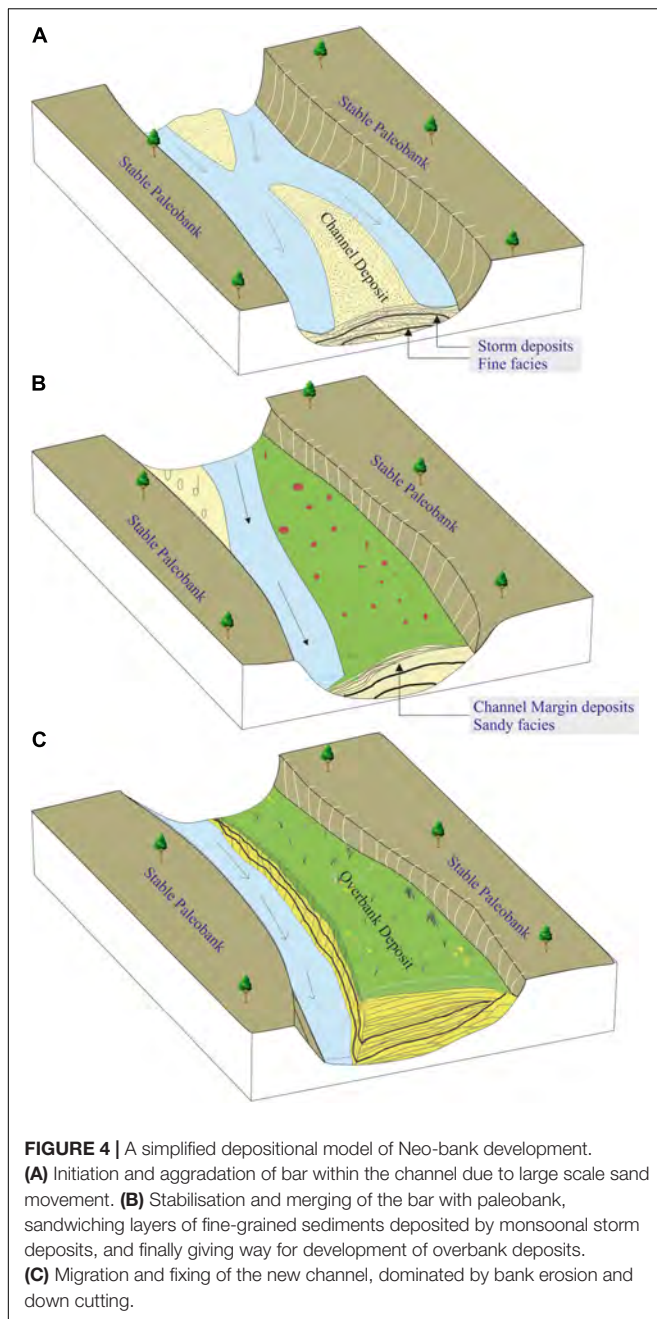 A
Stable Paleobank
Stable Paleobank
Channel Deposit
Storm deposits
Fine facies
B
Stable Paleobank
Stable Paleobank
Channel Margin deposits
Sandy facies
C
Stable Paleobank
Stable Paleobank
Overbank Deposit
FIGURE 4 | A simplified depositional model of Neo-bank development.
(A) Initiation and aggradation of bar within the channel due to large scale sand
movement. (B) Stabilisation and merging of the bar with paleobank,
sandwiching layers of fine-grained sediments deposited by monsoonal storm
deposits, and finally giving way for development of overbank deposits.
(C) Migration and fixing of the new channel, dominated by bank erosion and
down cutting.